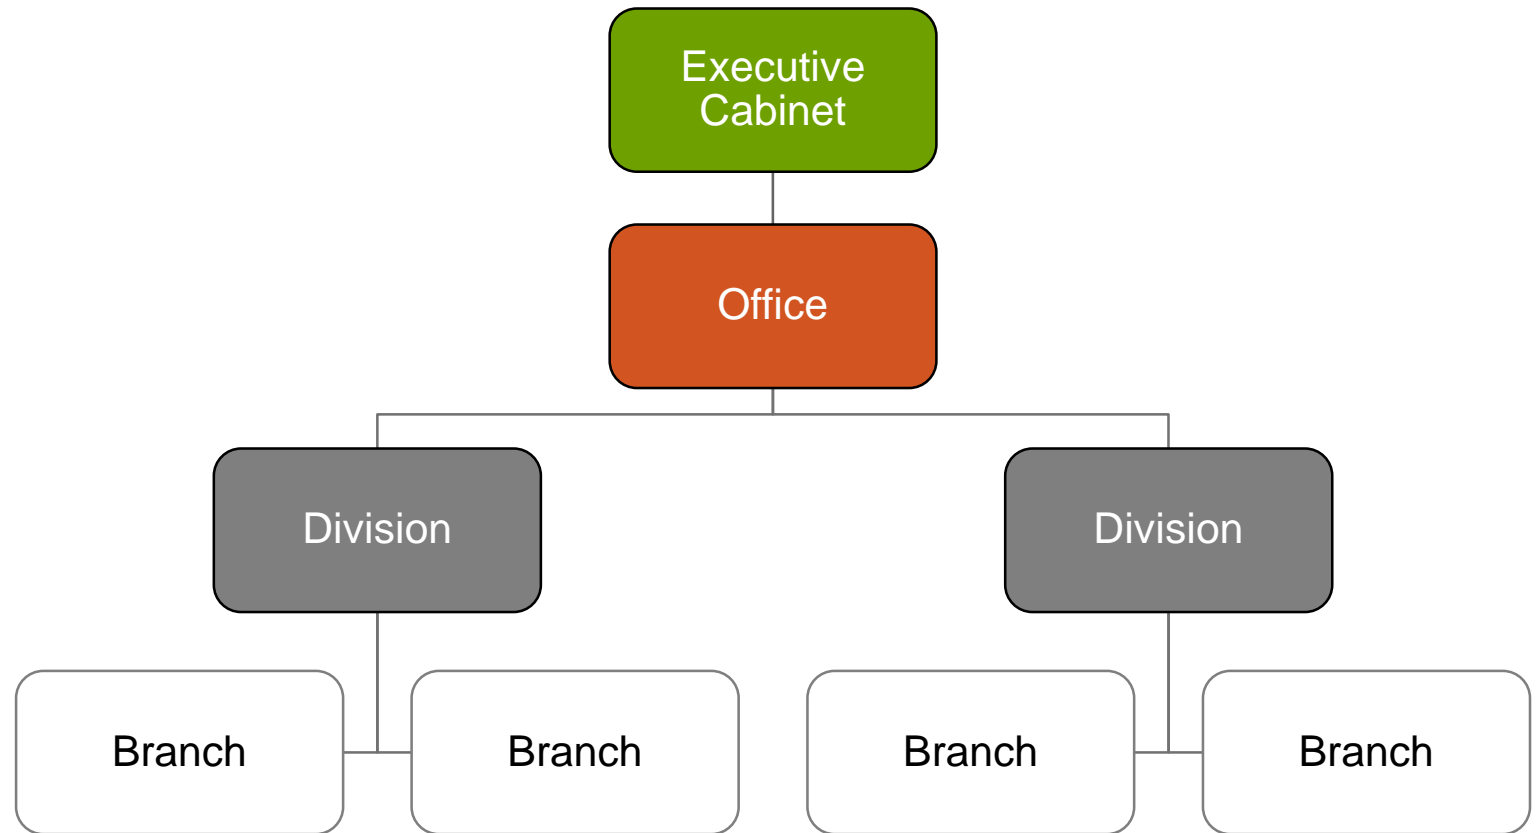 Executive
Cabinet
Office
Division
Division
Branch
Branch
Branch
Branch